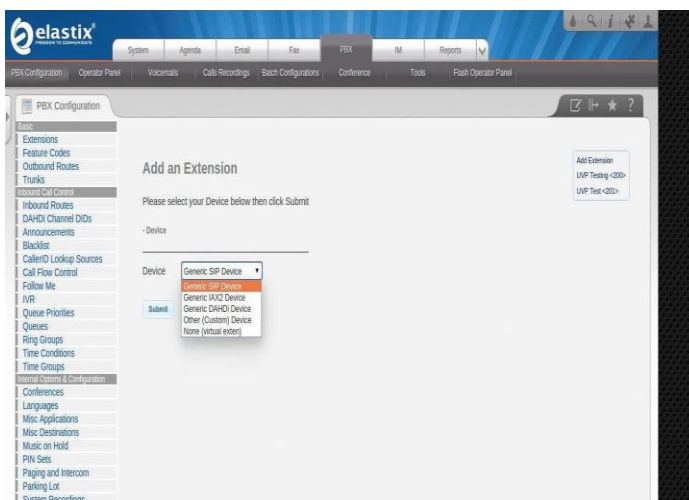 elastix®
FREEDOM TO COMMUNICATE
System Agenda Email Fax PBX IM Reports
PBX Configuration Operator Panel Voicemails Calls Recordings Batch Configurations Conference Tools Flash Operator Panel
PBX Configuration
Basic
Extensions
Feature Codes
Outbound Routes
Trunks
Inbound Call Control
Inbound Routes
DAHDI Channel DIDs
Announcements
Blacklist
CallerID Lookup Sources
Call Flow Control
Follow Me
IVR
Queue Priorities
Queues
Ring Groups
Time Conditions
Time Groups
Internal Options & Configuration
Conferences
Languages
Misc Applications
Misc Destinations
Music on Hold
PIN Sets
Paging and Intercom
Parking Lot
System Recordings
Add an Extension
Please select your Device below then click Submit
- Device
Device Generic SIP Device
Generic SIP Device
Generic IAX2 Device
Generic DAHDi Device
Other (Custom) Device
None (virtual exten)
Submit
Add Extension
UVP Testing <200>
UVP Test <201>